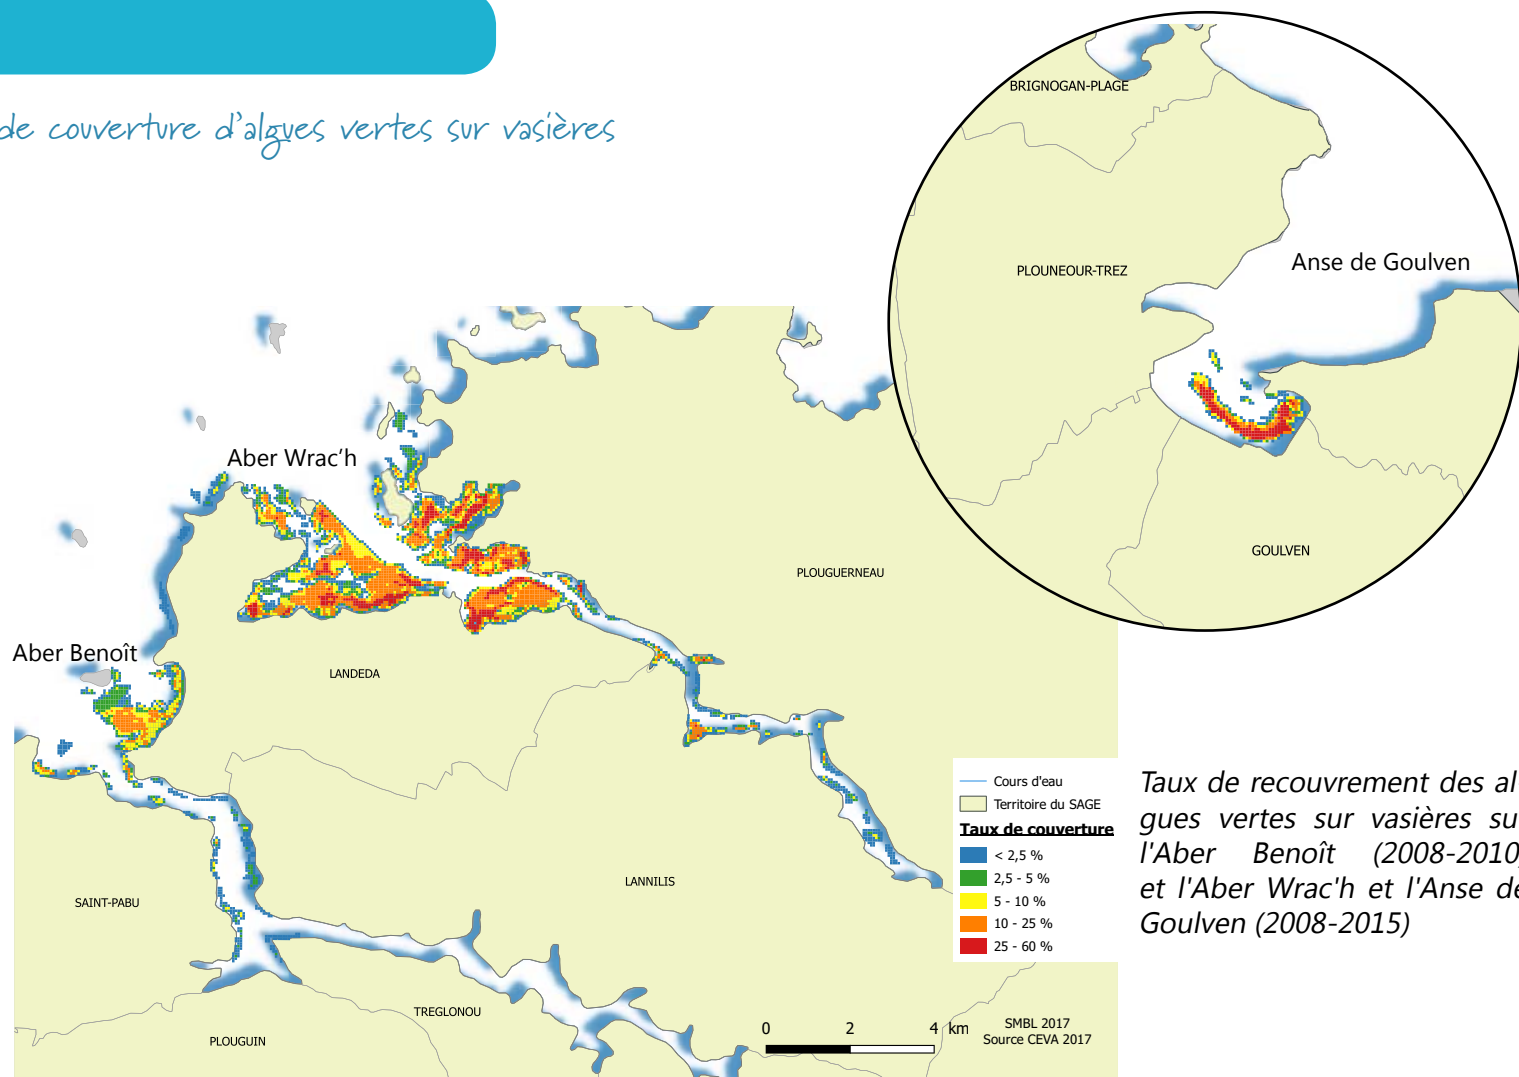 de couverture d'algues vertes sur vasières
BRIGNOGAN-PLAGE
PLOUNEOUR-TREZ
Anse de Goulven
GOULVEN
Aber Wrac'h
PLOUGUERNEAU
Aber Benoît
LANDEDA
LANNILIS
SAINT-PABU
TREGLONOU
PLOUGUIN
Cours d'eau
Territoire du SAGE
Taux de couverture
< 2,5 %
2,5 - 5 %
5 - 10 %
10 - 25 %
25 - 60 %
0 2 4 km
SMBL 2017
Source CEVA 2017
Taux de recouvrement des al-
gues vertes sur vasières su
l'Aber Benoît (2008-2010)
et l'Aber Wrac'h et l'Anse de
Goulven (2008-2015)